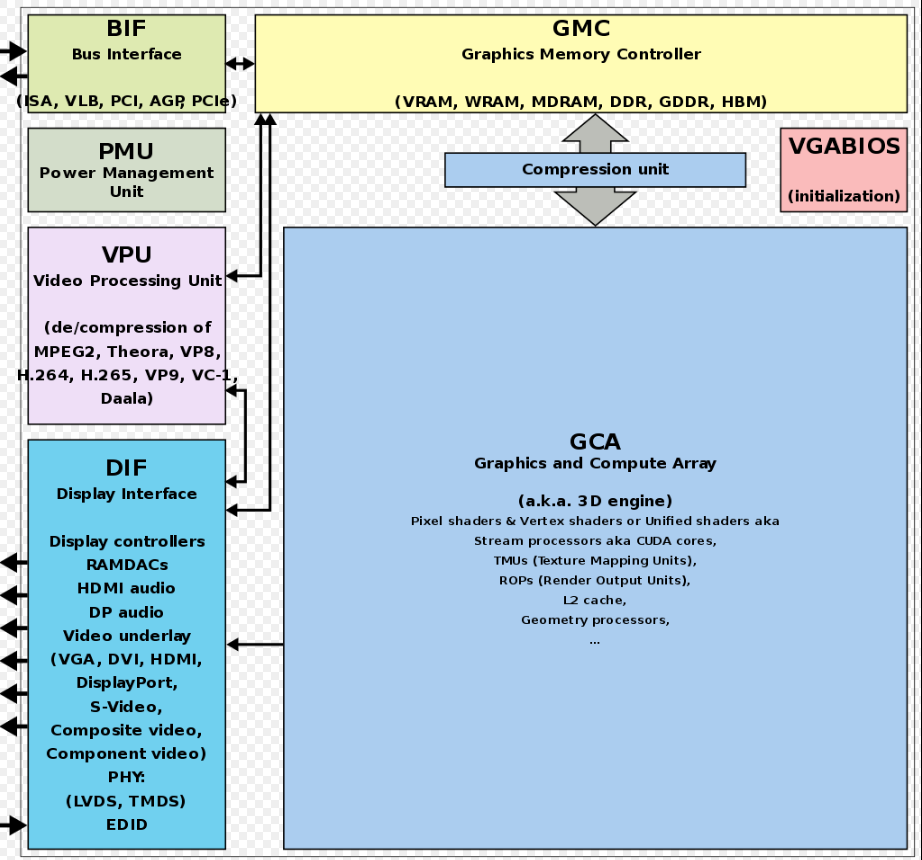 BIF
Bus Interface
(ISA, VLB, PCI, AGP, PCIe)
GMC
Graphics Memory Controller
(VRAM, WRAM, MDRAM, DDR, GDDR, HBM)
PMU
Power Management
Unit
Compression unit
VGABIOS
(initialization)
VPU
Video Processing Unit
(de/compression of
MPEG2, Theora, VP8,
H.264, H.265, VP9, VC-1,
Daala)
DIF
Display Interface
Display controllers
RAMDACs
HDMI audio
DP audio
Video underlay
(VGA, DVI, HDMI,
DisplayPort,
S-Video,
Composite video,
Component video)
PHY:
(LVDS, TMDS)
EDID
GCA
Graphics and Compute Array
(a.k.a. 3D engine)
Pixel shaders & Vertex shaders or Unified shaders aka
Stream processors aka CUDA cores,
TMUs (Texture Mapping Units),
ROPs (Render Output Units),
L2 cache,
Geometry processors,
...